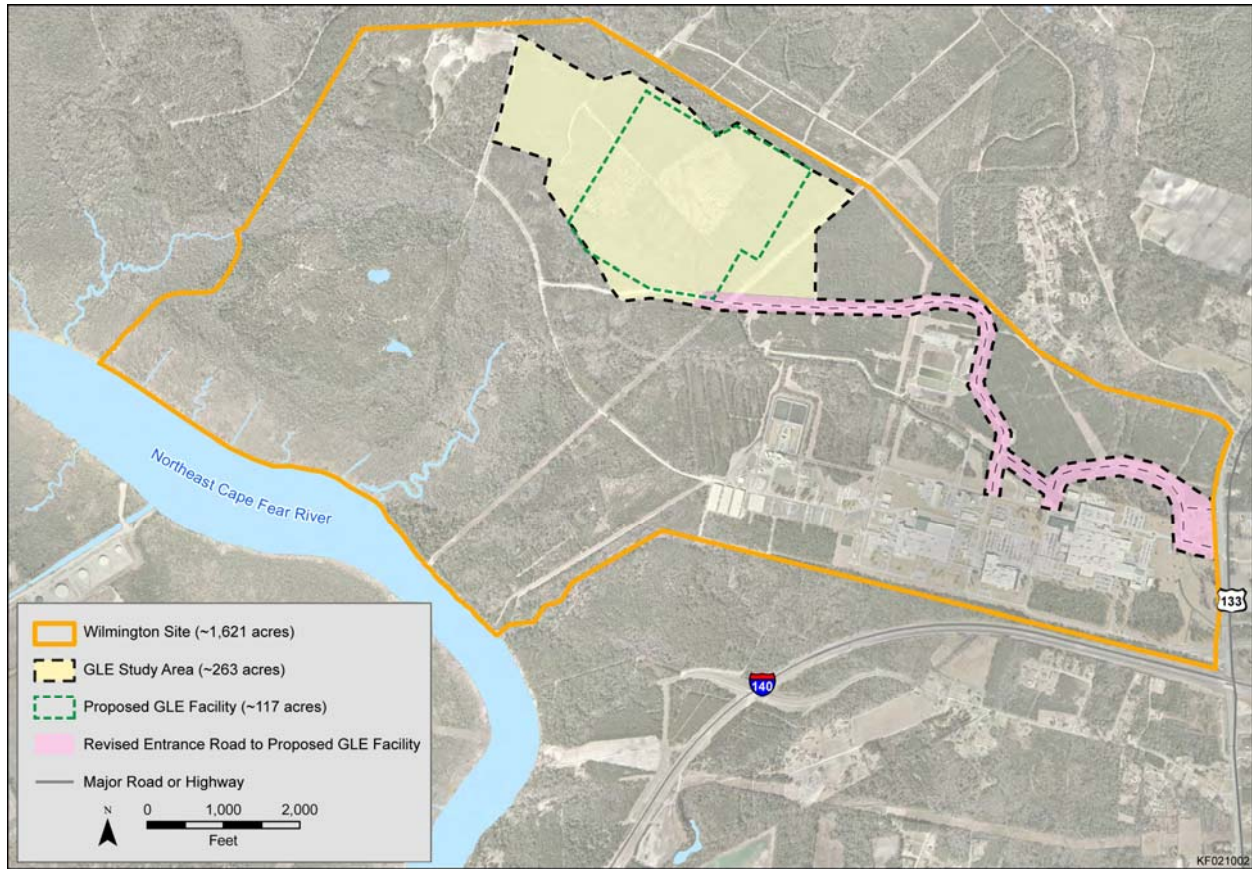 Northeast Cape Fear River
133
140
Wilmington Site (~1,621 acres)
GLE Study Area (~263 acres)
Proposed GLE Facility (~117 acres)
Revised Entrance Road to Proposed GLE Facility
Major Road or Highway
N
0 1,000 2,000
Feet
KF021002